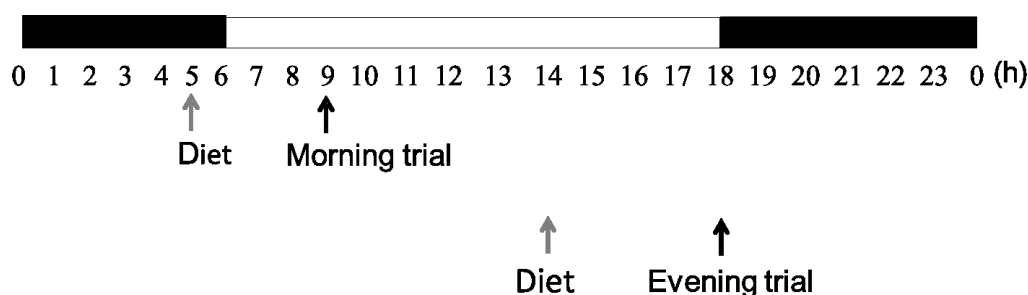 0 1 2 3 4 5 6 7 8 9 10 11 12 13 14 15 16 17 18 19 20 21 22 23 0 (h)
Diet Morning trial
Diet Evening trial